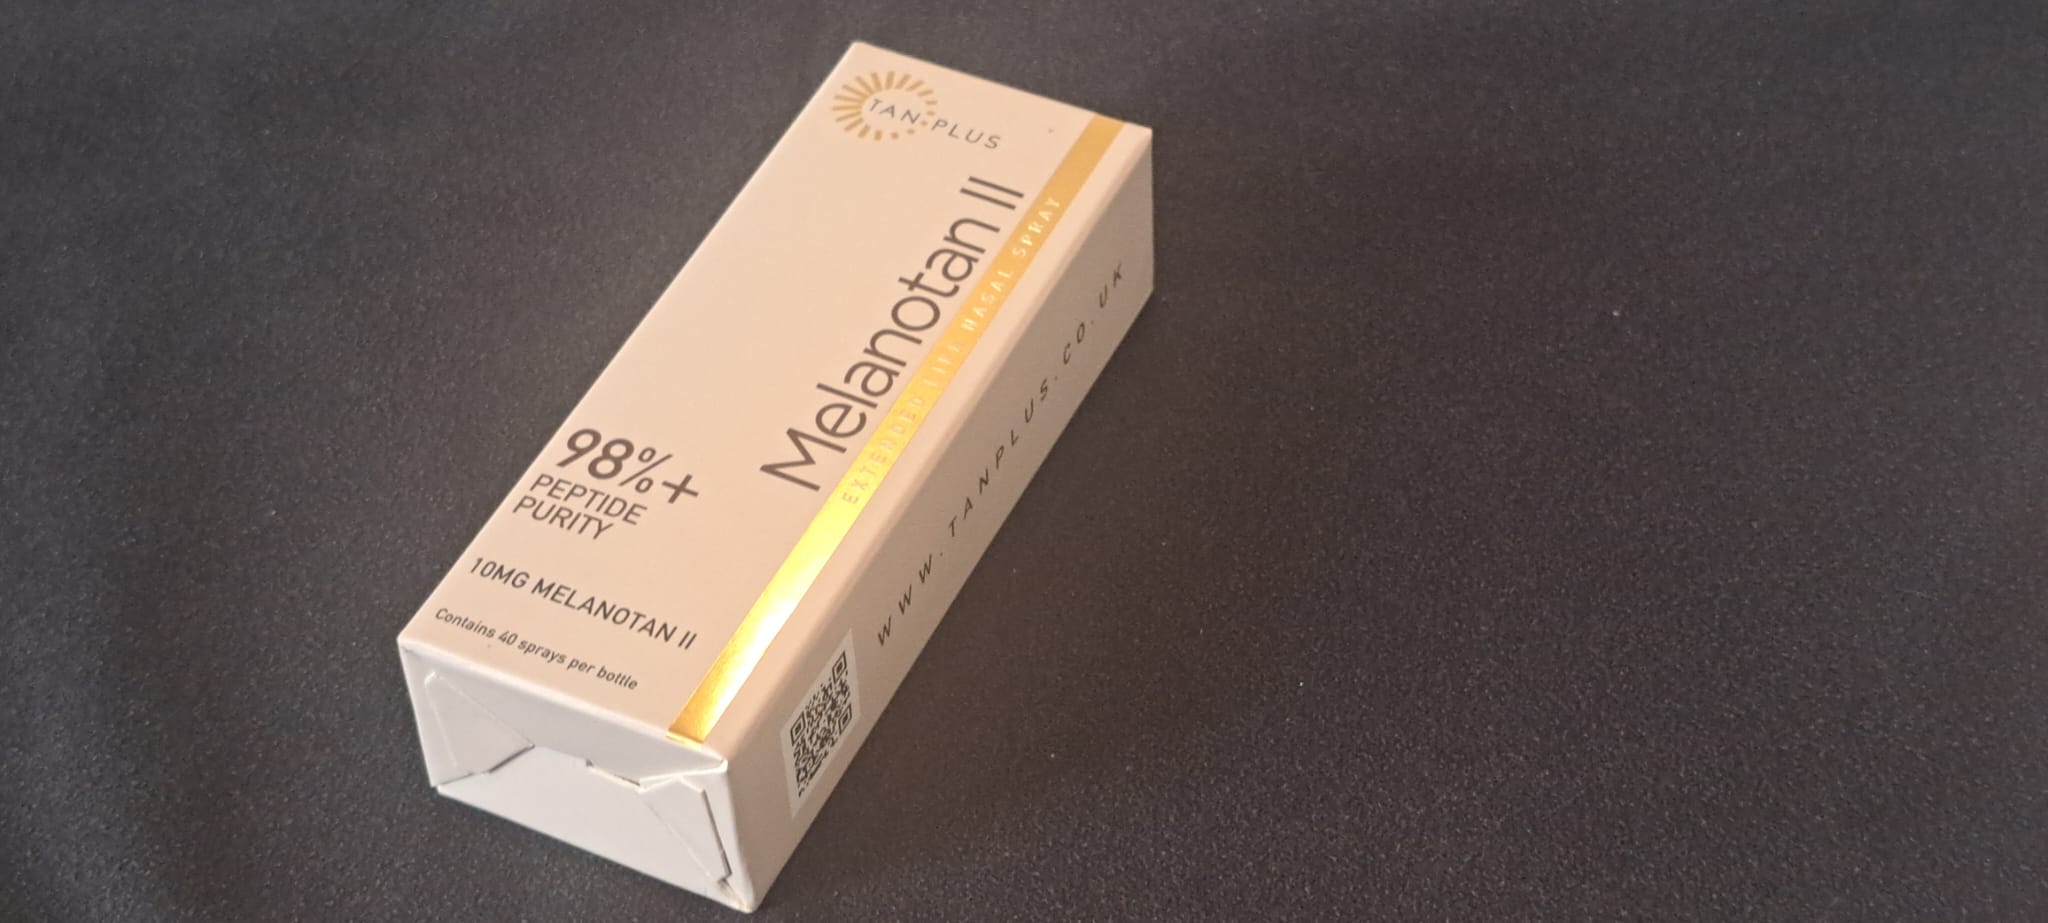 TAN PLUS
Melanotan II
EXTENDED LIFE NASAL SPRAY
98%+
PEPTIDE
PURITY
10MG MELANOTAN II
Contains 40 sprays per bottle
WWW.TANPLUS.CO.UK